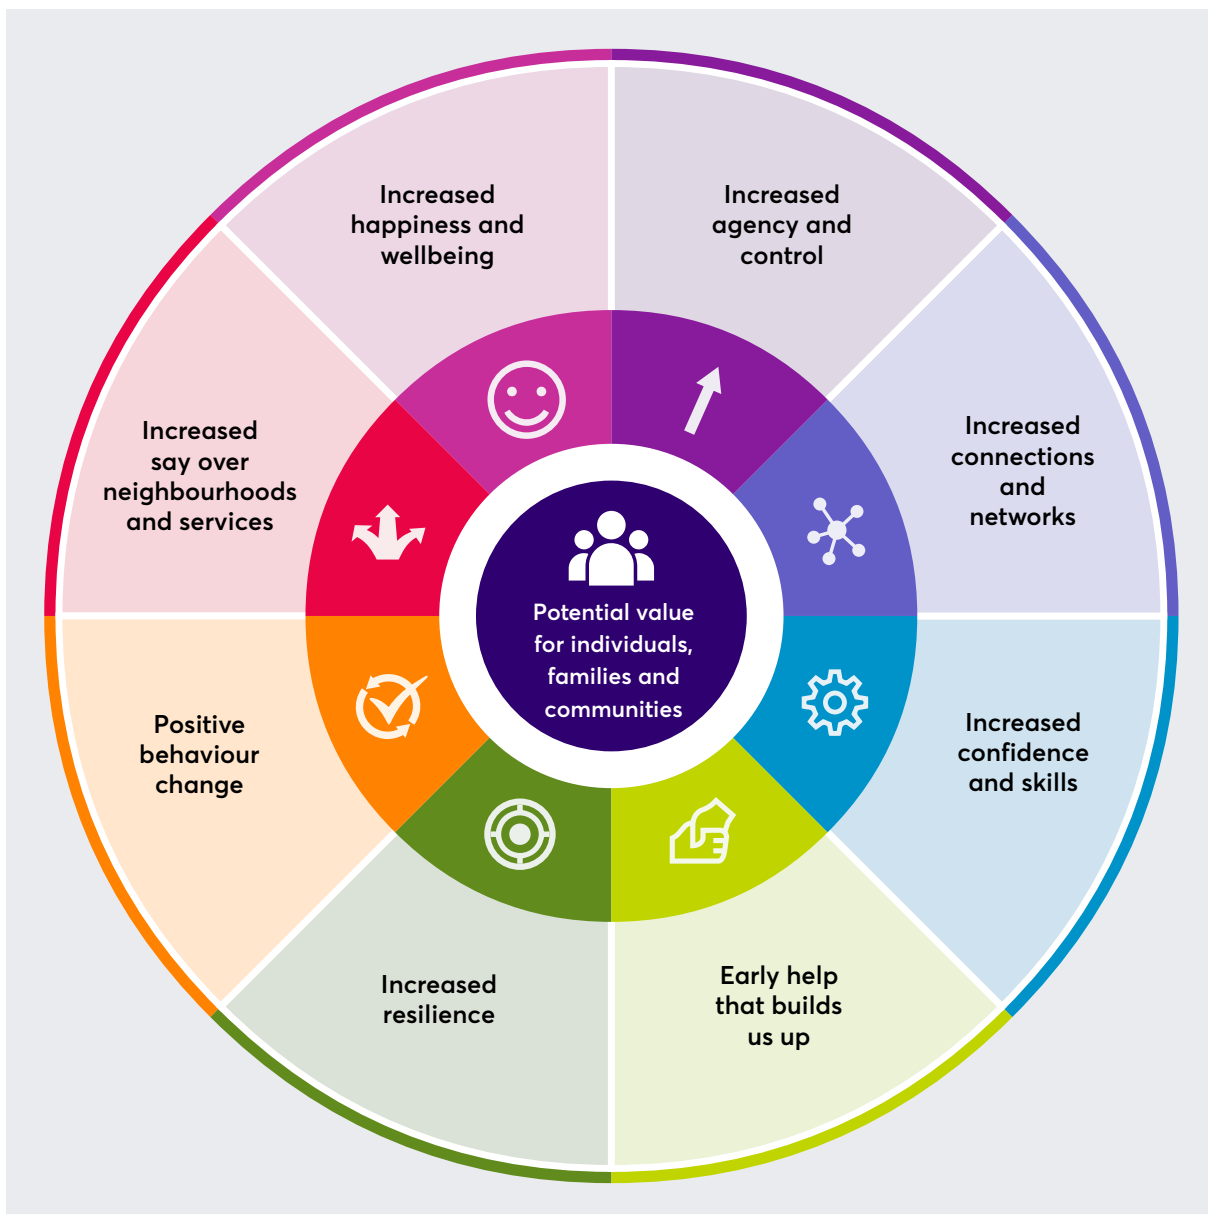 Increased
happiness and
wellbeing
Increased
agency and
control
Increased
connections
and
networks
Increased
confidence
and skills
Early help
that builds
us up
Increased
resilience
Positive
behaviour
change
Increased
say over
neighbourhoods
and services
Potential value
for individuals,
families and
communities